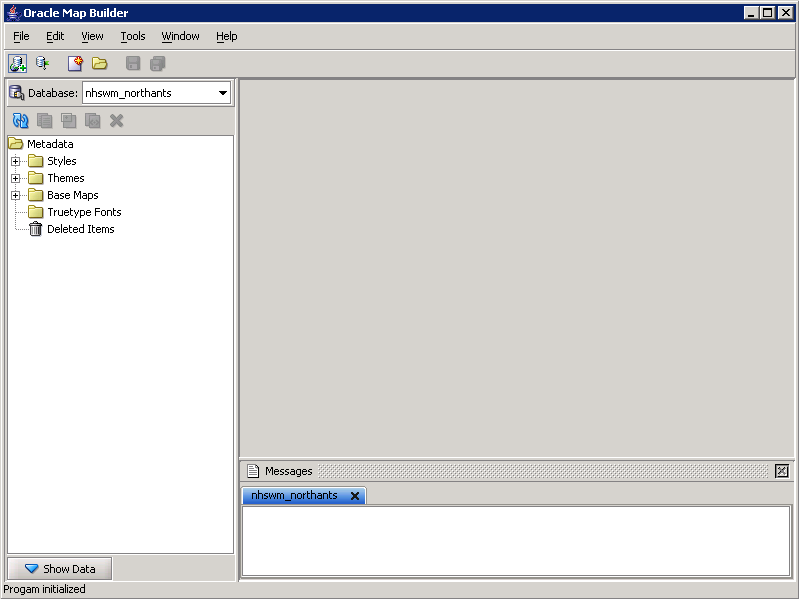 Oracle Map Builder
File Edit View Tools Window Help
Database: nhswm_northants
Metadata
Styles
Themes
Base Maps
Truetype Fonts
Deleted Items
Messages
nhswm_northants
Show Data
Progam initialized